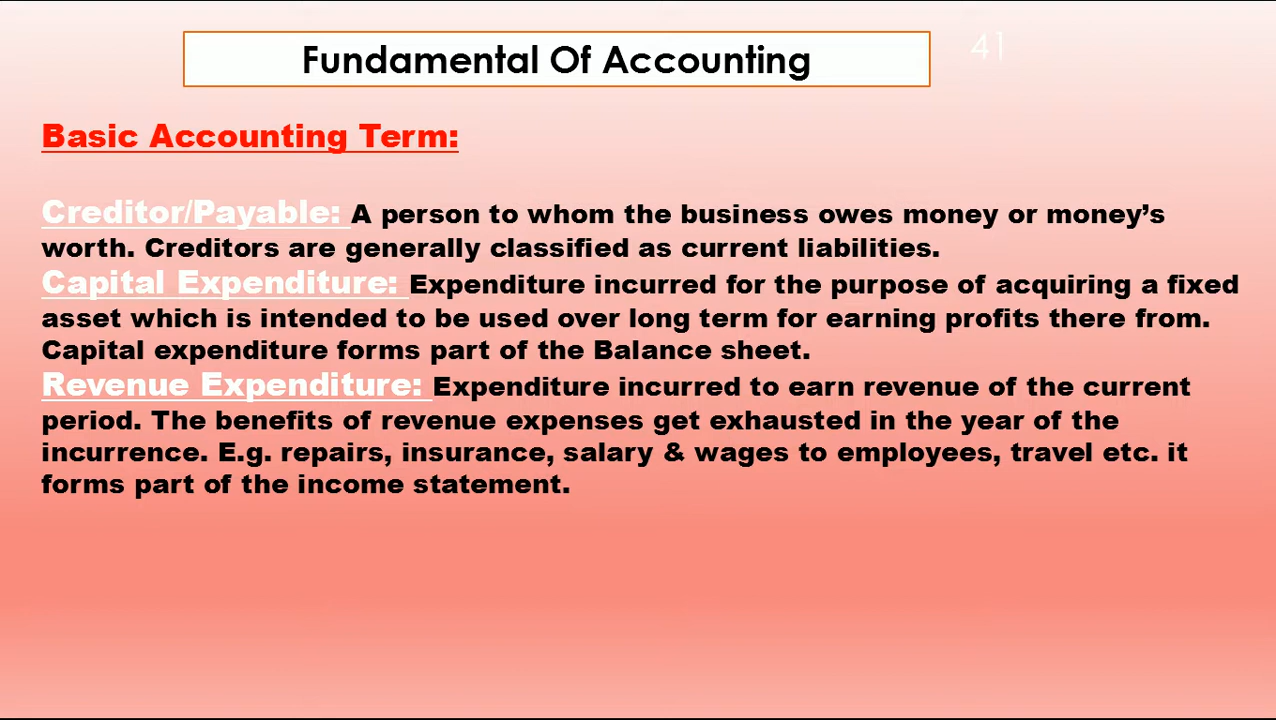 Fundamental Of Accounting
41
Basic Accounting Term:
Creditor/Payable: A person to whom the business owes money or money’s
worth. Creditors are generally classified as current liabilities.
Capital Expenditure: Expenditure incurred for the purpose of acquiring a fixed
asset which is intended to be used over long term for earning profits there from.
Capital expenditure forms part of the Balance sheet.
Revenue Expenditure: Expenditure incurred to earn revenue of the current
period. The benefits of revenue expenses get exhausted in the year of the
incurrence. E.g. repairs, insurance, salary & wages to employees, travel etc. it
forms part of the income statement.